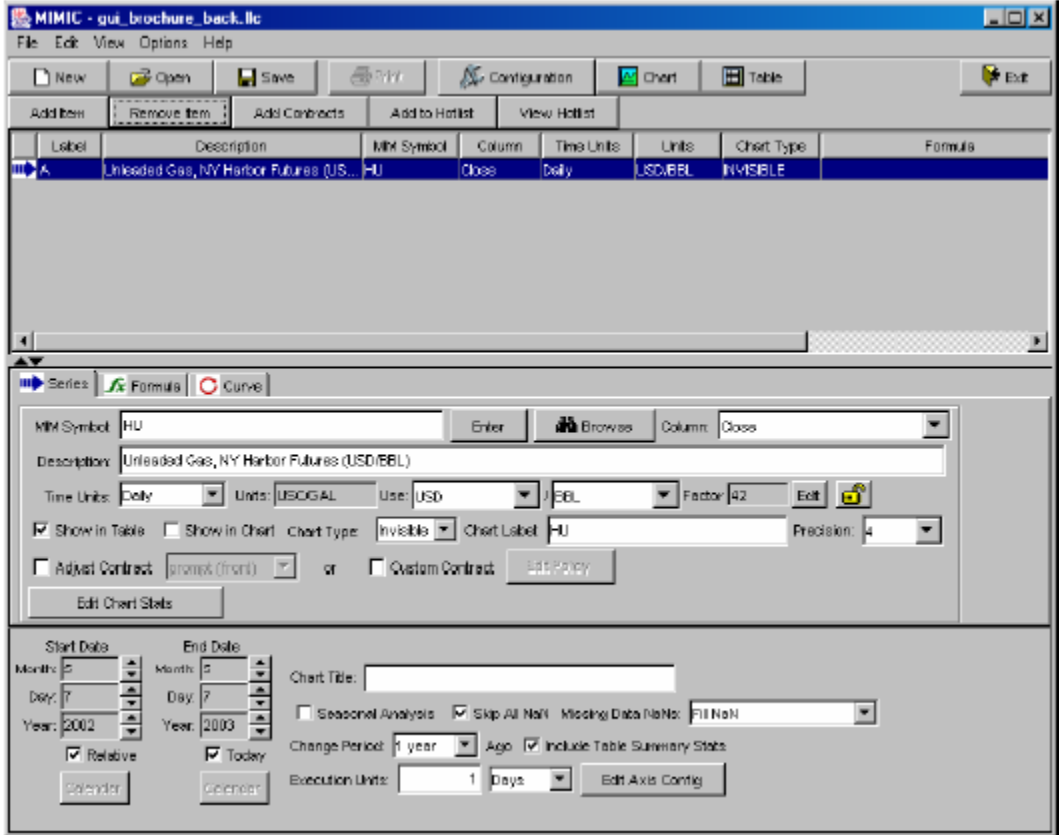 MIMIC - gui_brochure_back.llc
File Edit View Options Help
New Open Save Print Configuration Chart Table Exit
Add Item Remove Item Add Contracts Add to Hotlist View Hotlist
Label Description MIM Symbol Column Time Units Units Chart Type Formula
A Unleaded Gas, NY Harbor Futures (US... HU Close Daily USD/BBL INVISIBLE
Series Formula Curve
MIM Symbol: HU Enter Browse Column: Close
Description: Unleaded Gas, NY Harbor Futures (USD/BBL)
Time Units: Daily Units: USC/GAL Use: USD / BBL Factor 42 Edit
Show in Table Show in Chart Chart Type: Invisible Chart Label: HU Precision: 4
Adjust Contract prompt (front) or Custom Contract Edit Policy
Edit Chart Stats
Start Date End Date
Month: 5 Month: 5
Chart Title:
Day: 7 Day: 7
Seasonal Analysis Skip All NaN Missing Data NaNs: Fill NaN
Year: 2002 Year: 2003
Change Period: 1 year Ago Include Table Summary Stats
Relative Today
Execution Units: 1 Days Edit Axis Config
Calendar Calendar